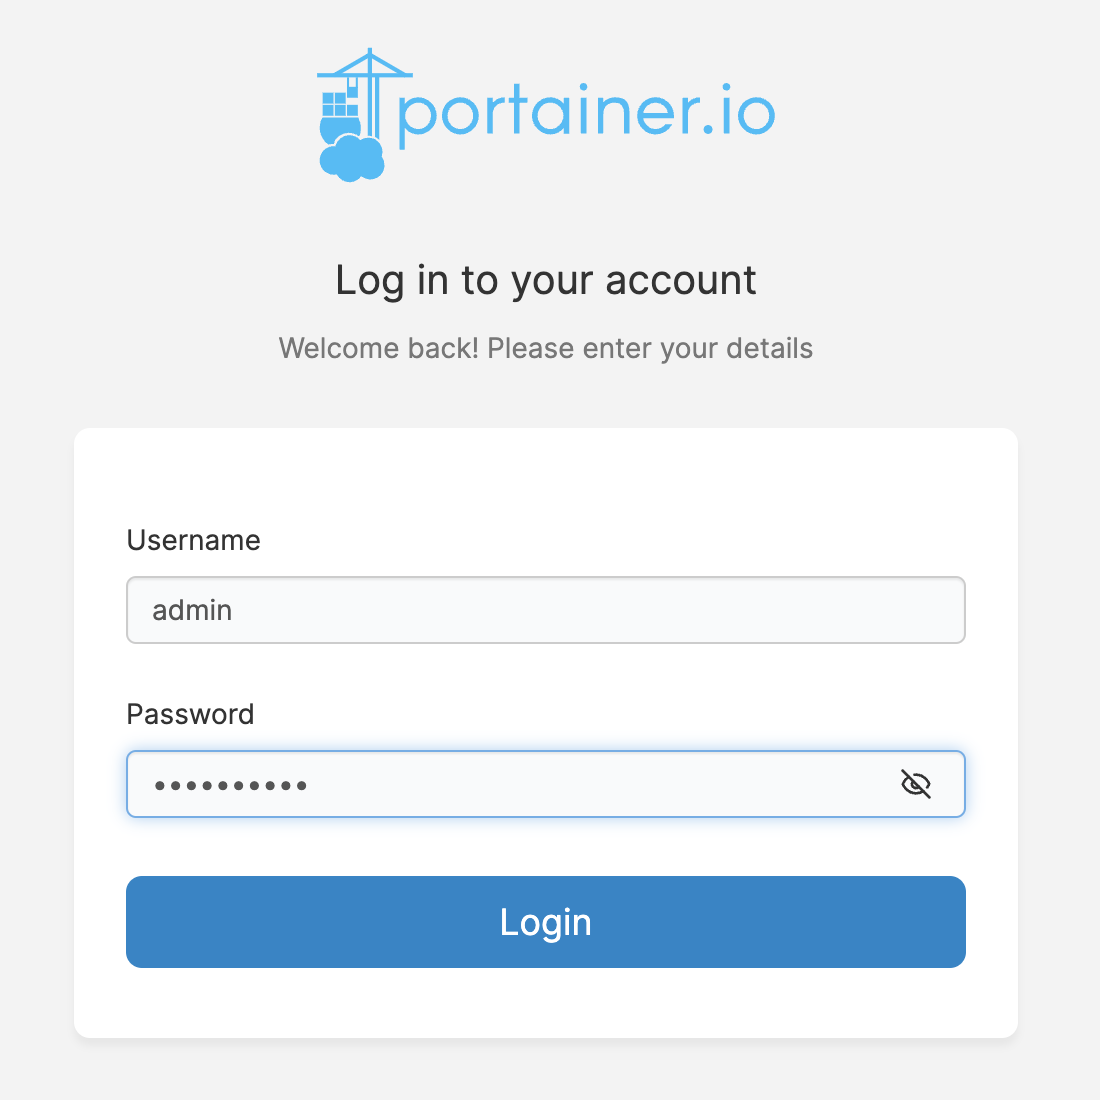 portainer.io
Log in to your account
Welcome back! Please enter your details
Username
admin
Password
••••••••••
Login